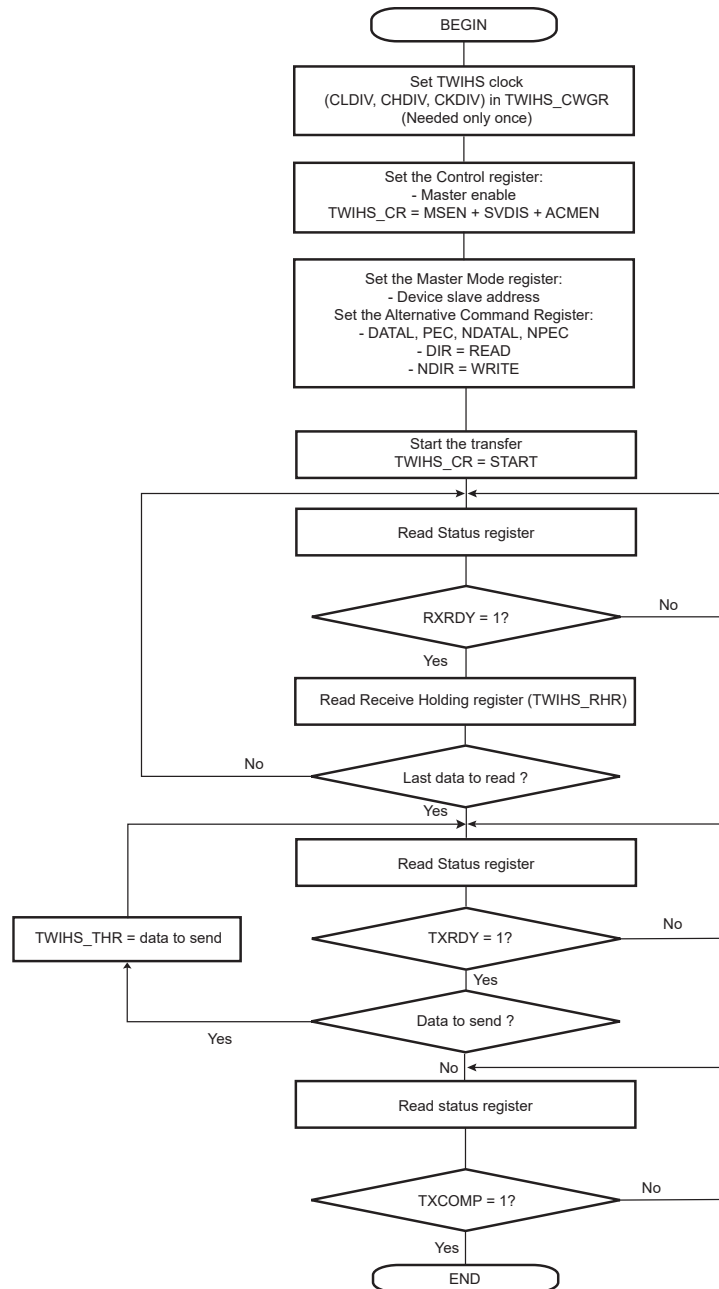 BEGIN
Set TWIHS clock
(CLDIV, CHDIV, CKDIV) in TWIHS_CWGR
(Needed only once)
Set the Control register:
- Master enable
TWIHS_CR = MSEN + SVDIS + ACMEN
Set the Master Mode register:
- Device slave address
Set the Alternative Command Register:
- DATAL, PEC, NDATAL, NPEC
- DIR = READ
- NDIR = WRITE
Start the transfer
TWIHS_CR = START
Read Status register
RXRDY = 1?
No
Yes
Read Receive Holding register (TWIHS_RHR)
No
Last data to read ?
Yes
Read Status register
TWIHS_THR = data to send
TXRDY = 1?
No
Yes
Data to send ?
Yes
No
Read status register
TXCOMP = 1?
No
Yes
END